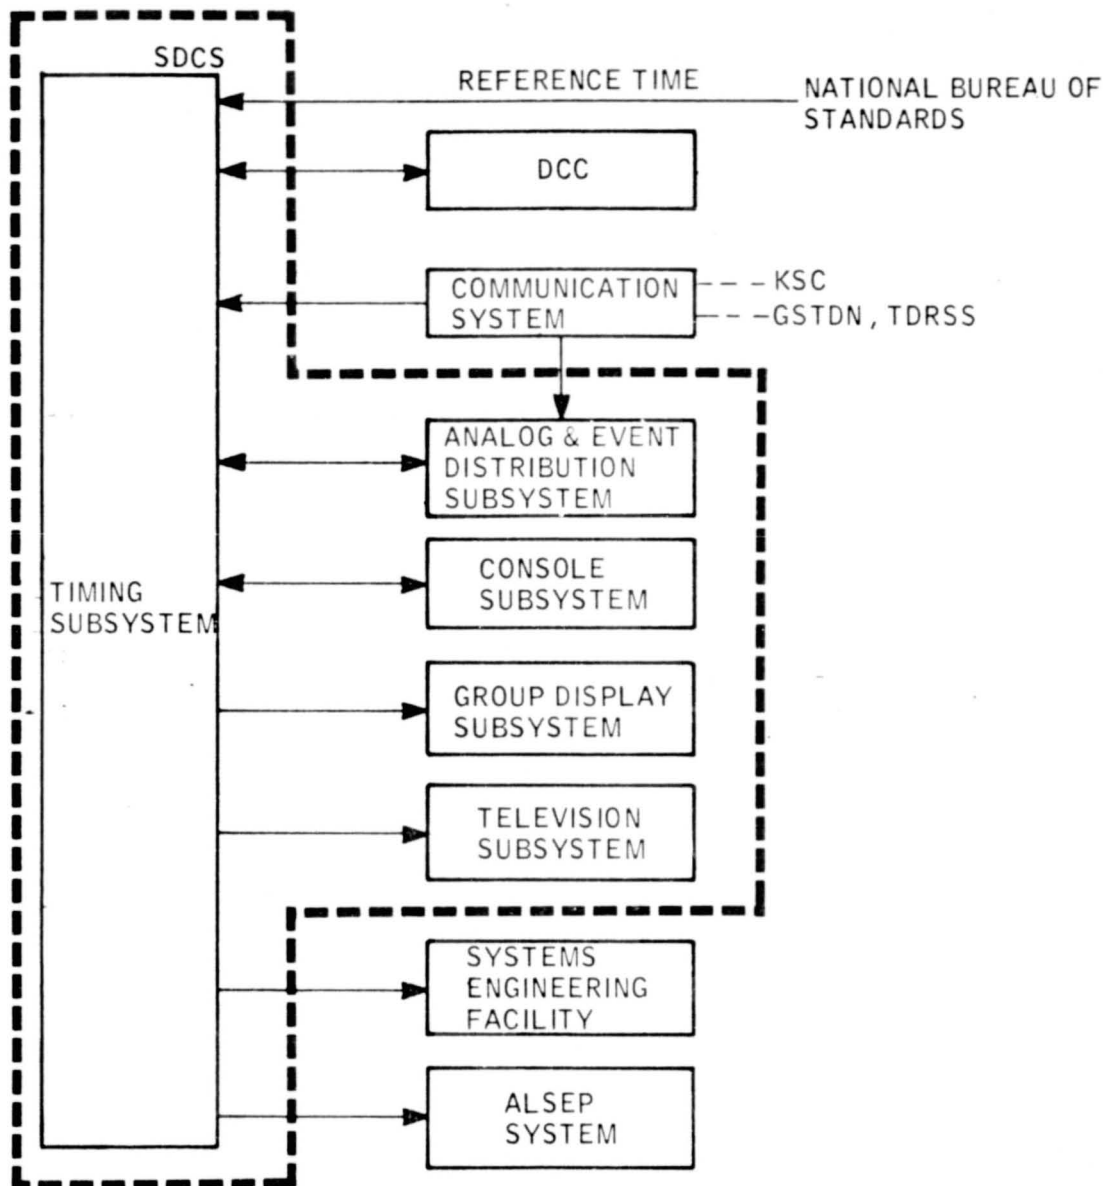 SDCS
REFERENCE TIME
NATIONAL BUREAU OF
STANDARDS
DCC
COMMUNICATION
SYSTEM
KSC
GSTDN, TDRSS
ANALOG & EVENT
DISTRIBUTION
SUBSYSTEM
TIMING
SUBSYSTEM
CONSOLE
SUBSYSTEM
GROUP DISPLAY
SUBSYSTEM
TELEVISION
SUBSYSTEM
SYSTEMS
ENGINEERING
FACILITY
ALSEP
SYSTEM